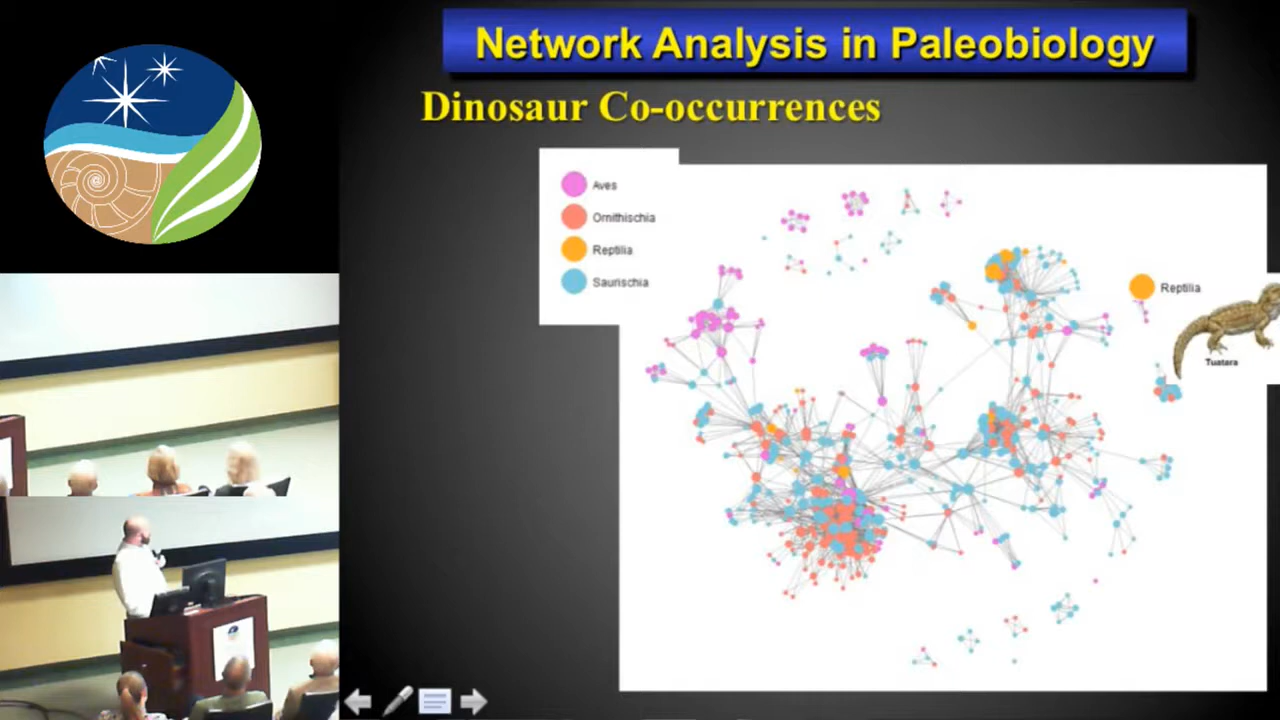 Network Analysis in Paleobiology
Dinosaur Co-occurrences
Aves
Ornithischia
Reptilia
Saurischia
Reptilia
Tuatara